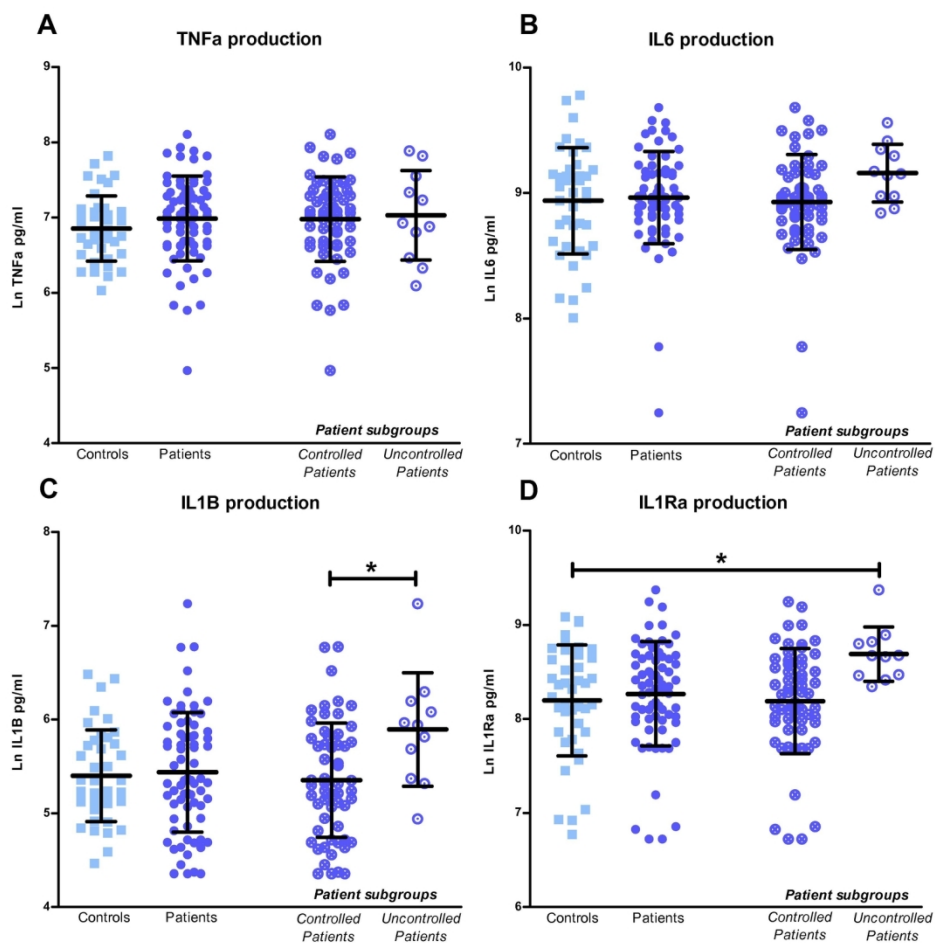 A
TNFa production
Ln TNFa pg/ml
9
8
7
6
5
4
Controls
Patients
Patient subgroups
Controlled
Patients
Uncontrolled
Patients
B
IL6 production
Ln IL6 pg/ml
10
9
8
7
Controls
Patients
Patient subgroups
Controlled
Patients
Uncontrolled
Patients
C
IL1B production
Ln IL1B pg/ml
8
7
6
5
4
*
Controls
Patients
Patient subgroups
Controlled
Patients
Uncontrolled
Patients
D
IL1Ra production
Ln IL1Ra pg/ml
10
9
8
7
6
*
Controls
Patients
Patient subgroups
Controlled
Patients
Uncontrolled
Patients